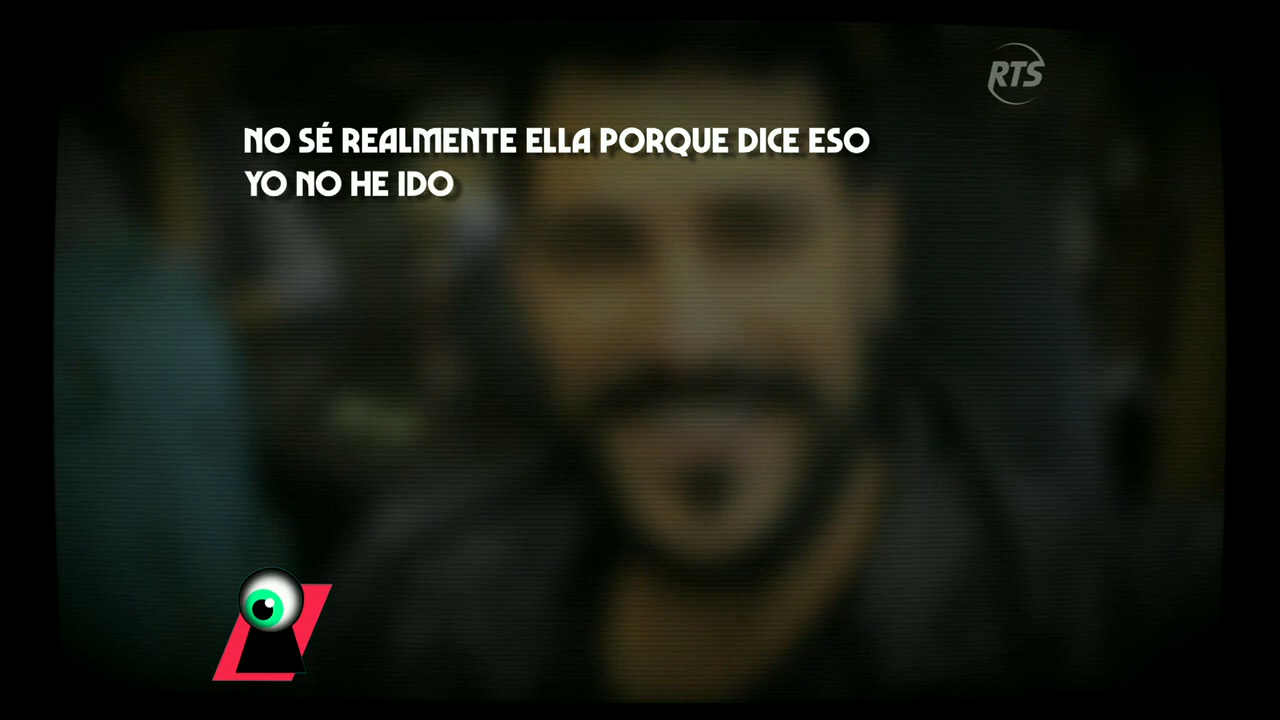 RTS
NO SÉ REALMENTE ELLA PORQUE DICE ESO
YO NO HE IDO